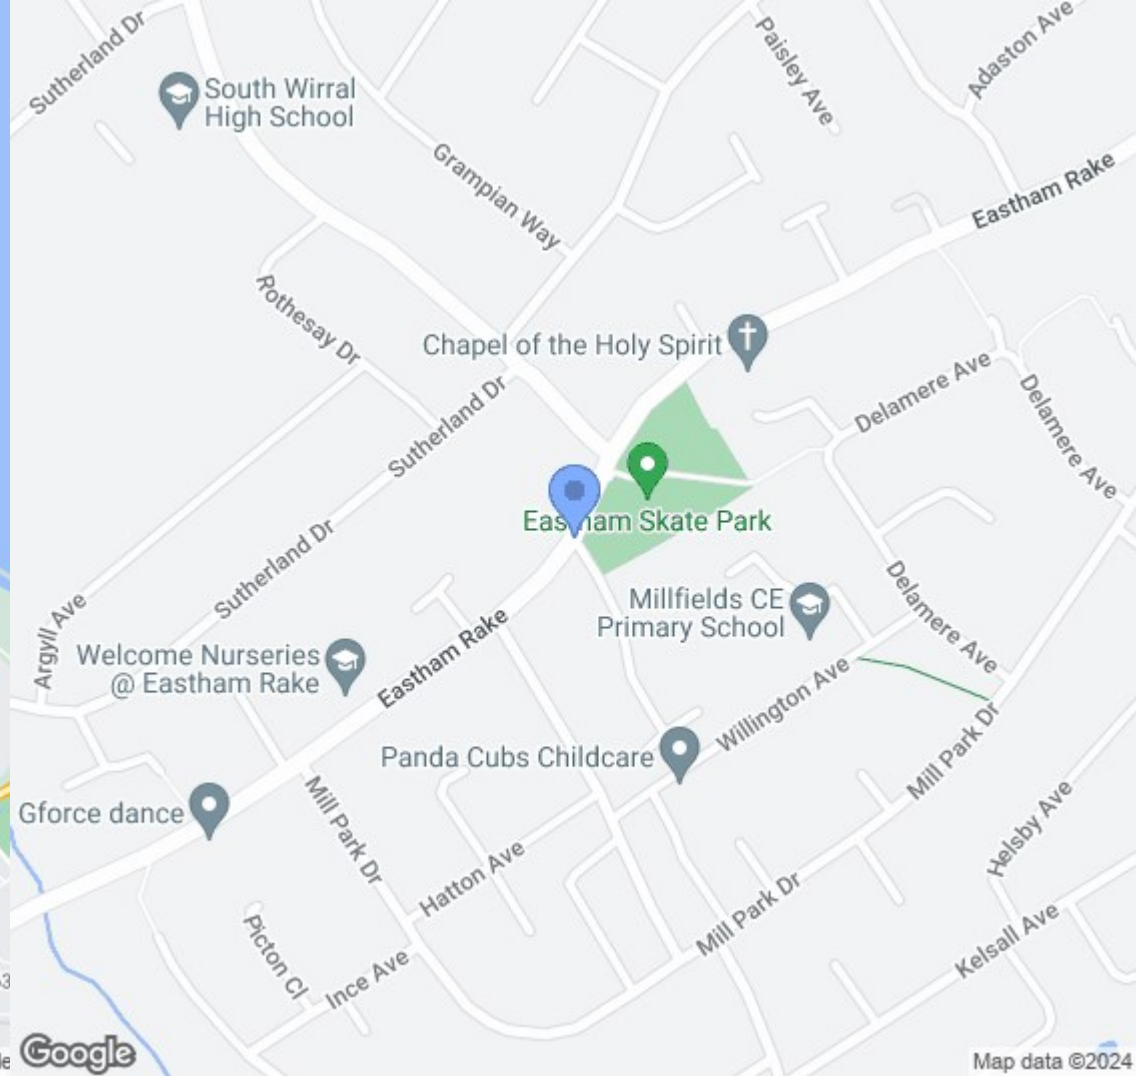 Sutherland Dr
South Wirral
High School
Paisley Ave
Adaston Ave
Grampian Way
Eastham Rake
Rothesay Dr
Chapel of the Holy Spirit
Sutherland Dr
Delamere Ave
Delamere Ave
Eastham Skate Park
Sutherland Dr
Argyll Ave
Millfields CE
Primary School
Delamere Ave
Welcome Nurseries
@ Eastham Rake
Eastham Rake
Willington Ave
Panda Cubs Childcare
Mill Park Dr
Gforce dance
Mill Park Dr
Helsby Ave
Hatton Ave
Mill Park Dr
Picton Cl
Ince Ave
Kelsall Ave
Google
Map data ©2024